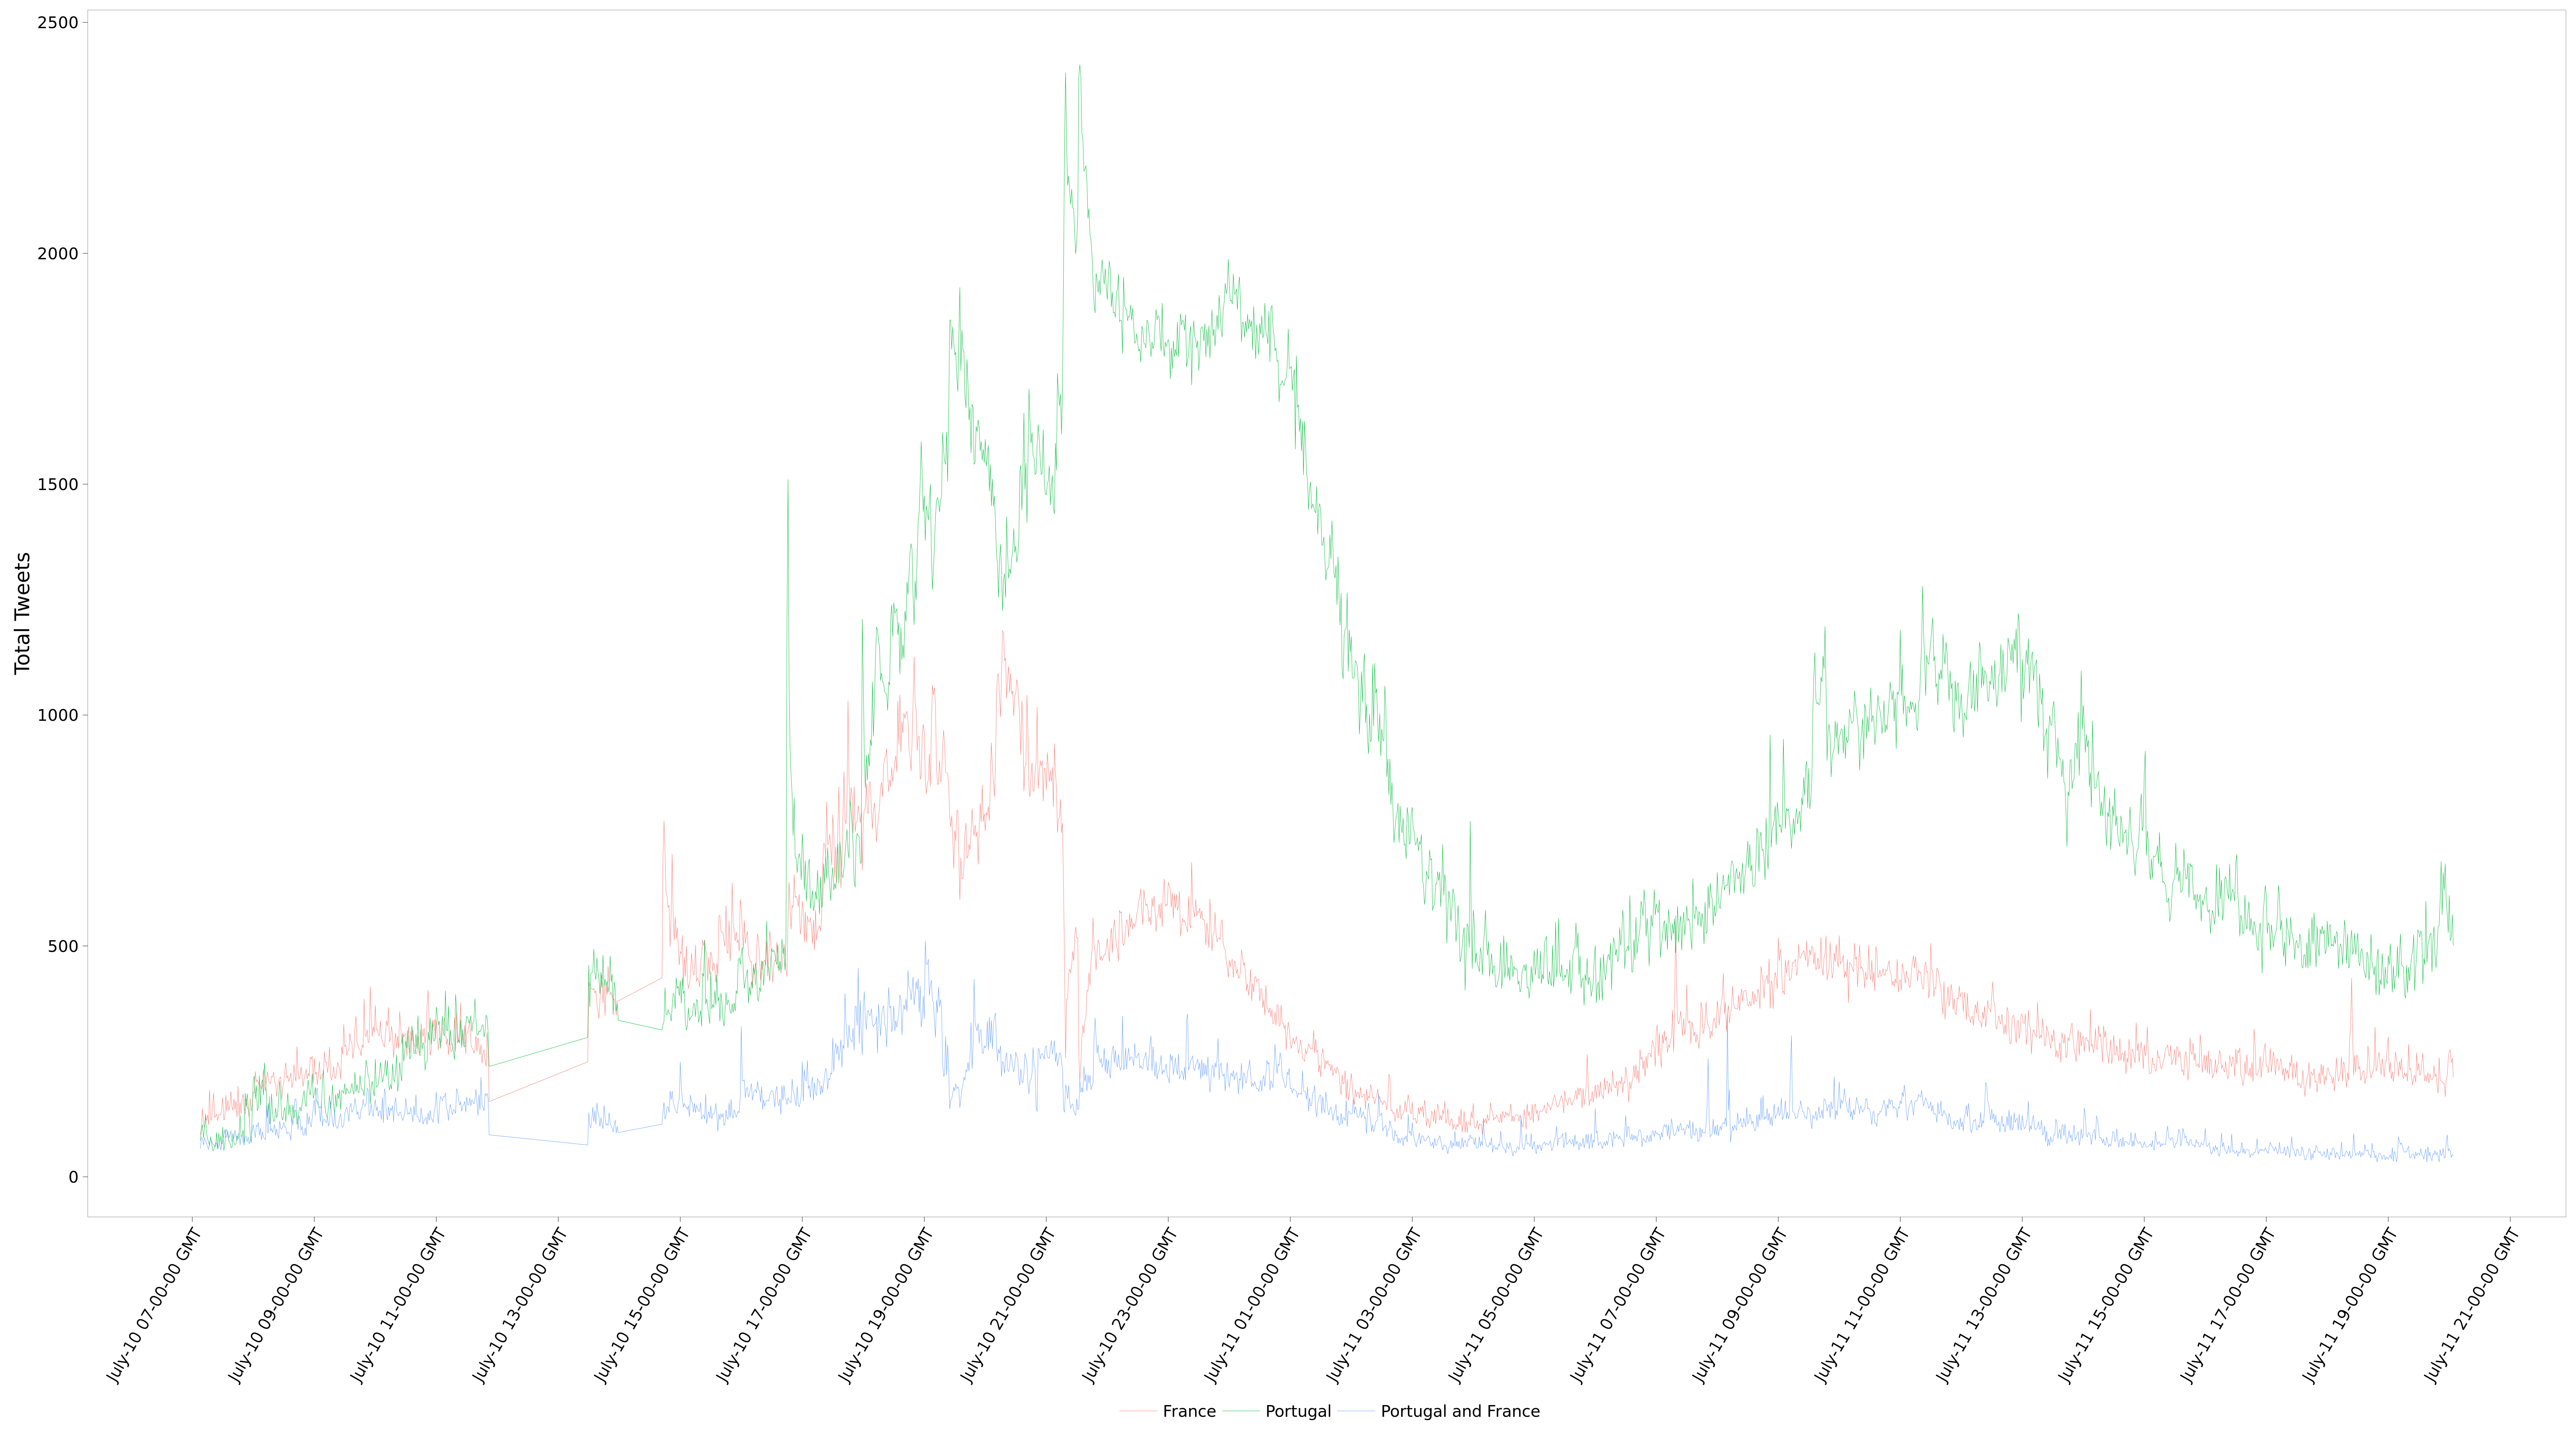 Total Tweets
2500
2000
1500
1000
500
0
July-10 07-00-00 GMT
July-10 09-00-00 GMT
July-10 11-00-00 GMT
July-10 13-00-00 GMT
July-10 15-00-00 GMT
July-10 17-00-00 GMT
July-10 19-00-00 GMT
July-10 21-00-00 GMT
July-10 23-00-00 GMT
July-11 01-00-00 GMT
July-11 03-00-00 GMT
July-11 05-00-00 GMT
July-11 07-00-00 GMT
July-11 09-00-00 GMT
July-11 11-00-00 GMT
July-11 13-00-00 GMT
July-11 15-00-00 GMT
July-11 17-00-00 GMT
July-11 19-00-00 GMT
July-11 21-00-00 GMT
France Portugal Portugal and France